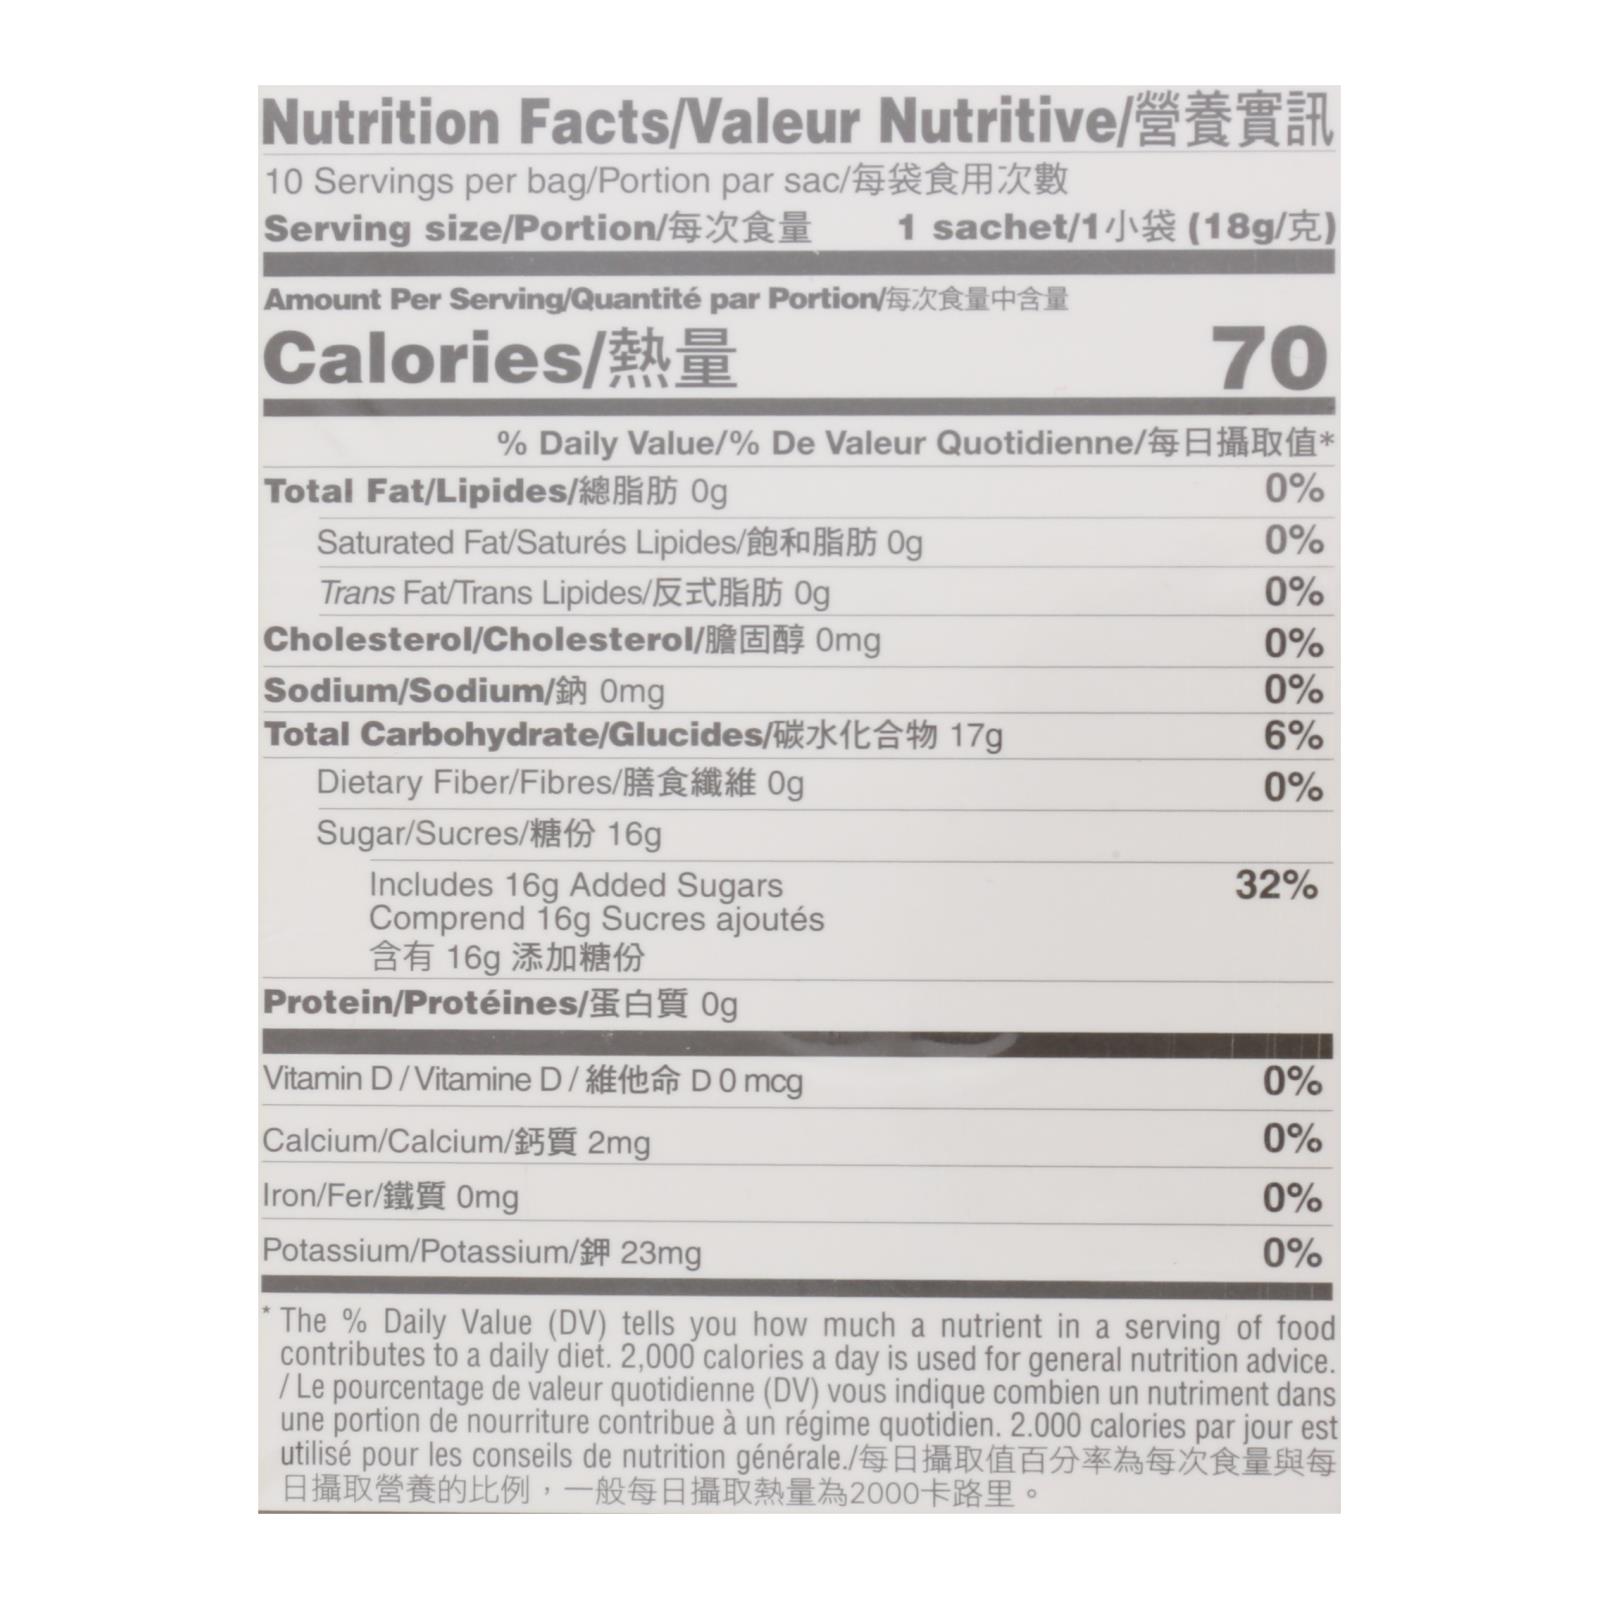 Nutrition Facts/Valeur Nutritive/營養實訊
10 Servings per bag/Portion par sac/每袋食用次數
Serving size/Portion/每次食量 1 sachet/1小袋 (18g/克)
Amount Per Serving/Quantité par Portion/每次食量中含量
Calories/熱量 70
% Daily Value/% De Valeur Quotidienne/每日攝取值*
Total Fat/Lipides/總脂肪 0g 0%
Saturated Fat/Saturés Lipides/飽和脂肪 0g 0%
Trans Fat/Trans Lipides/反式脂肪 0g 0%
Cholesterol/Cholesterol/膽固醇 0mg 0%
Sodium/Sodium/鈉 0mg 0%
Total Carbohydrate/Glucides/碳水化合物 17g 6%
Dietary Fiber/Fibres/膳食纖維 0g 0%
Sugar/Sucres/糖份 16g
Includes 16g Added Sugars 32%
Comprend 16g Sucres ajoutés
含有 16g 添加糖份
Protein/Protéines/蛋白質 0g
Vitamin D / Vitamine D / 維他命 D 0 mcg 0%
Calcium/Calcium/鈣質 2mg 0%
Iron/Fer/鐵質 0mg 0%
Potassium/Potassium/鉀 23mg 0%
* The % Daily Value (DV) tells you how much a nutrient in a serving of food
contributes to a daily diet. 2,000 calories a day is used for general nutrition advice.
/ Le pourcentage de valeur quotidienne (DV) vous indique combien un nutriment dans
une portion de nourriture contribue à un régime quotidien. 2.000 calories par jour est
utilisé pour les conseils de nutrition générale./每日攝取值百分率為每次食量與每
日攝取營養的比例，一般每日攝取熱量為2000卡路里。